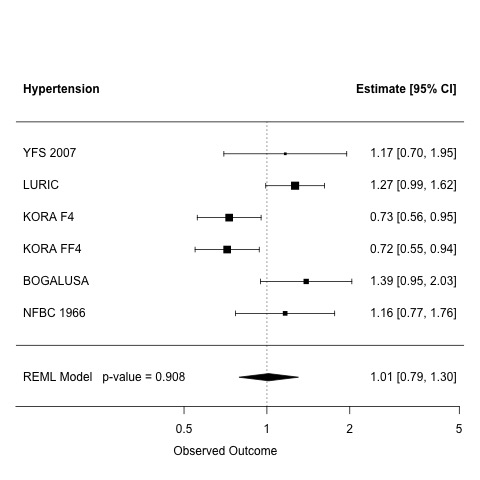 Hypertension Estimate [95% CI]
YFS 2007 1.17 [0.70, 1.95]
LURIC 1.27 [0.99, 1.62]
KORA F4 0.73 [0.56, 0.95]
KORA FF4 0.72 [0.55, 0.94]
BOGALUSA 1.39 [0.95, 2.03]
NFBC 1966 1.16 [0.77, 1.76]
REML Model p-value = 0.908 1.01 [0.79, 1.30]
0.5 1 2 5
Observed Outcome